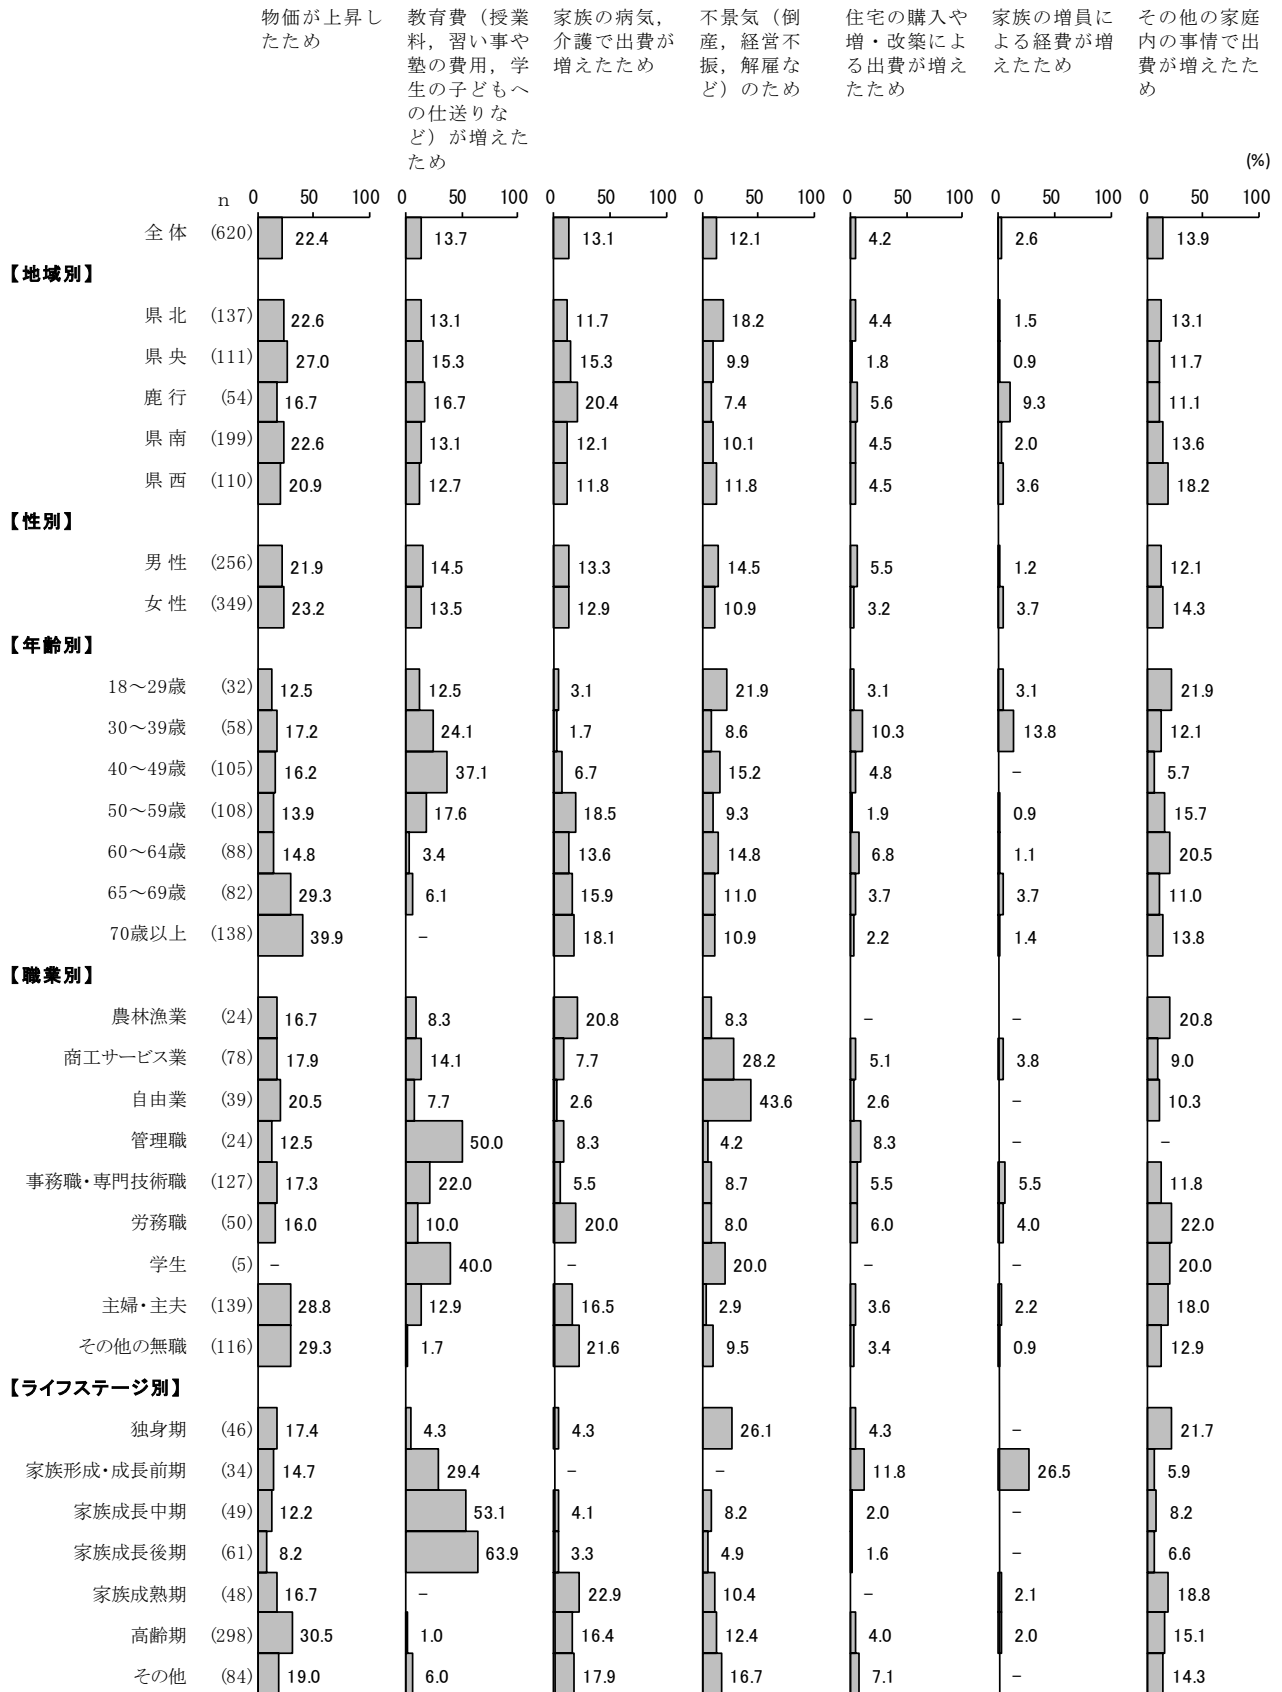 物価が上昇し
たため
教育費（授業
料，習い事や
塾の費用，学
生の子どもへ
の仕送りな
ど）が増えた
ため
家族の病気，
介護で出費が
増えたため
不景気（倒
産，経営不
振，解雇な
ど）のため
住宅の購入や
増・改築によ
る出費が増え
たため
家族の増員に
よる経費が増
えたため
その他の家庭
内の事情で出
費が増えたた
め
(%)
n 0 50 100 0 50 100 0 50 100 0 50 100 0 50 100 0 50 100 0 50 100
全体 (620) 22.4 13.7 13.1 12.1 4.2 2.6 13.9
【地域別】
県北 (137) 22.6 13.1 11.7 18.2 4.4 1.5 13.1
県央 (111) 27.0 15.3 15.3 9.9 1.8 0.9 11.7
鹿行 (54) 16.7 16.7 20.4 7.4 5.6 9.3 11.1
県南 (199) 22.6 13.1 12.1 10.1 4.5 2.0 13.6
県西 (110) 20.9 12.7 11.8 11.8 4.5 3.6 18.2
【性別】
男性 (256) 21.9 14.5 13.3 14.5 5.5 1.2 12.1
女性 (349) 23.2 13.5 12.9 10.9 3.2 3.7 14.3
【年齢別】
18～29歳 (32) 12.5 12.5 3.1 21.9 3.1 3.1 21.9
30～39歳 (58) 17.2 24.1 1.7 8.6 10.3 13.8 12.1
40～49歳 (105) 16.2 37.1 6.7 15.2 4.8 － 5.7
50～59歳 (108) 13.9 17.6 18.5 9.3 1.9 0.9 15.7
60～64歳 (88) 14.8 3.4 13.6 14.8 6.8 1.1 20.5
65～69歳 (82) 29.3 6.1 15.9 11.0 3.7 3.7 11.0
70歳以上 (138) 39.9 － 18.1 10.9 2.2 1.4 13.8
【職業別】
農林漁業 (24) 16.7 8.3 20.8 8.3 － － 20.8
商工サービス業 (78) 17.9 14.1 7.7 28.2 5.1 3.8 9.0
自由業 (39) 20.5 7.7 2.6 43.6 2.6 － 10.3
管理職 (24) 12.5 50.0 8.3 4.2 8.3 － －
事務職・専門技術職 (127) 17.3 22.0 5.5 8.7 5.5 5.5 11.8
労務職 (50) 16.0 10.0 20.0 8.0 6.0 4.0 22.0
学生 (5) － 40.0 － 20.0 － － 20.0
主婦・主夫 (139) 28.8 12.9 16.5 2.9 3.6 2.2 18.0
その他の無職 (116) 29.3 1.7 21.6 9.5 3.4 0.9 12.9
【ライフステージ別】
独身期 (46) 17.4 4.3 4.3 26.1 4.3 － 21.7
家族形成・成長前期 (34) 14.7 29.4 － － 11.8 26.5 5.9
家族成長中期 (49) 12.2 53.1 4.1 8.2 2.0 － 8.2
家族成長後期 (61) 8.2 63.9 3.3 4.9 1.6 － 6.6
家族成熟期 (48) 16.7 － 22.9 10.4 － 2.1 18.8
高齢期 (298) 30.5 1.0 16.4 12.4 4.0 2.0 15.1
その他 (84) 19.0 6.0 17.9 16.7 7.1 － 14.3